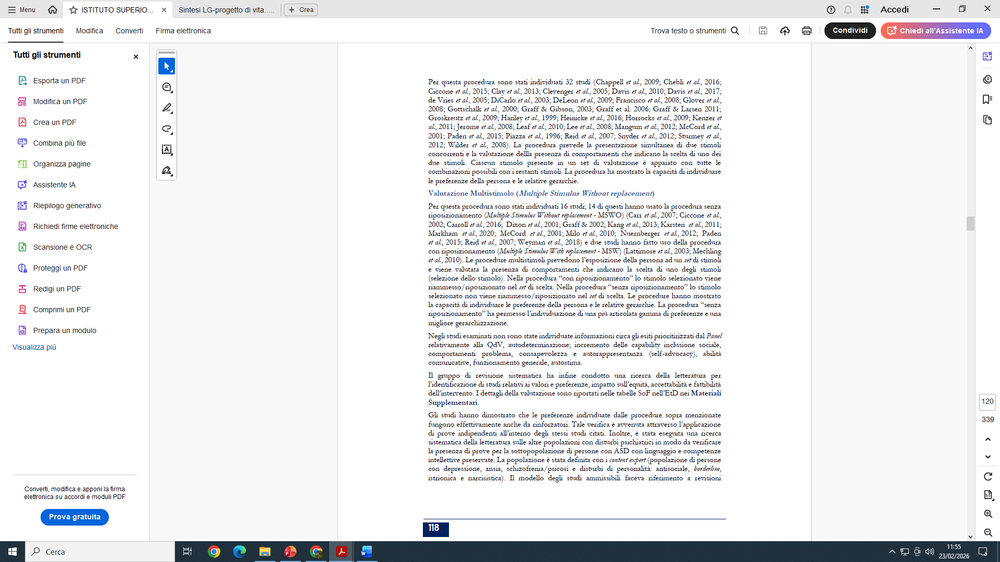 Menu
ISTITUTO SUPERIO...
Sintesi LG-progetto di vita.....
Crea
Accedi
Tutti gli strumenti
Modifica
Converti
Firma elettronica
Trova testo o strumenti
Condividi
Chiedi all'Assistente IA
Tutti gli strumenti
Esporta un PDF
Modifica un PDF
Crea un PDF
Combina più file
Organizza pagine
Assistente IA
Riepilogo generativo
Richiedi firme elettroniche
Scansione e OCR
Proteggi un PDF
Redigi un PDF
Comprimi un PDF
Prepara un modulo
Visualizza più
Converti, modifica e apponi la firma
elettronica su accordi e moduli PDF
Prova gratuita
Per questa procedura sono stati individuati 32 studi (Chappell et al., 2009; Chebli et al., 2016;
Ciccone et al., 2015; Clay et al., 2013; Clevenger et al., 2005; Davis et al., 2010; Davis et al., 2017;
de Vries et al., 2005; DiCarlo et al., 2003; DeLeon et al., 2009; Francisco et al., 2008; Glover et al.,
2008; Gottschalk et al., 2000; Graff & Gibson, 2003; Graff et al. 2006; Graff & Larsen 2011;
Groskreutz et al., 2009; Hanley et al., 1999; Heinicke et al., 2016; Horrocks et al., 2009; Kenzer et
al., 2011; Jerome et al., 2008; Leaf et al., 2010; Lee et al., 2008; Mangum et al., 2012; McCord et al.,
2001; Paden et al., 2015; Piazza et al., 1996; Reid et al., 2007; Snyder et al., 2012; Sturmey et al.,
2012; Wilder et al., 2008). La procedura prevede la presentazione simultanea di due stimoli
concorrenti e la valutazione dellla presenza di comportamenti che indicano la scelta di uno dei
due stimoli. Ciascun stimolo presente in un set di valutazione è appaiato con tutte le
combinazioni possibili con i restanti stimoli. La procedura ha mostrato la capacità di individuare
le preferenze della persona e le relative gerarchie.
Valutazione Multistimolo (Multiple Stimulus Without replacement)
Per questa procedura sono stati individuati 16 studi; 14 di questi hanno usato la procedura senza
riposizionamento (Multiple Stimulus Without replacement - MSWO) (Carr et al., 2007; Ciccone et al.,
2002; Carroll et al., 2016; Dixon et al., 2001; Graff & 2002; Kang et al., 2013; Karsten et al., 2011;
Markham et al., 2020; McCord et al., 2001; Milo et al., 2010; Nuernberger et al., 2012; Paden
et al., 2015; Reid et al., 2007; Weyman et al., 2018) e due studi hanno fatto uso della procedura
con riposizionamento (Multiple Stimulus With replacement - MSW) (Lattimore et al., 2003; Mechling
et al., 2010). Le procedure multistimoli prevedono l'esposizione della persona ad un set di stimoli
e viene valutata la presenza di comportamenti che indicano la scelta di uno degli stimoli
(selezione dello stimolo). Nella procedura “con riposizionamento” lo stimolo selezionato viene
riammesso/riposizionato nel set di scelta. Nella procedura “senza riposizionamento” lo stimolo
selezionato non viene riammesso/riposizionato nel set di scelta. Le procedure hanno mostrato
la capacità di individuare le preferenze della persona e le relative gerarchie. La procedura “senza
riposizionamento” ha permesso l'individuazione di una più articolata gamma di preferenze e una
migliore gerarchizzazione.
Negli studi esaminati non sono state individuate informazioni circa gli esiti prioritirizzati dal Panel
relativamente alla QdV, autodeterminazione; incremento delle capability inclusione sociale,
comportamenti problema, consapevolezza e autorappresentanza (self-advocacy), abilità
comunicative, funzionamento generale, autostima.
Il gruppo di revisione sistematica ha infine condotto una ricerca della letteratura per
l'identificazione di studi relativi ai valori e preferenze, impatto sull'equità, accettabilità e fattibilità
dell'intervento. I dettagli della valutazione sono riportati nelle tabelle SoF nell'EtD nei Materiali
Supplementari.
Gli studi hanno dimostrato che le preferenze individuate dalle procedure sopra menzionate
fungono effettivamente anche da rinforzatori. Tale verifica è avvenuta attraverso l'applicazione
di prove indipendenti all'interno degli stessi studi citati. Inoltre, è stata eseguita una ricerca
sistematica della letteratura sulle altre popolazioni con disturbi psichiatrici in modo da verificare
la presenza di prove per la sottopopolazione di persone con ASD con linguaggio e competenze
intellettive preservate. La popolazione è stata definita con i content expert (popolazione di persone
con depressione, ansia, schizofrenia/psicosi e disturbi di personalità: antisociale, borderline,
istrionica e narcisistica). Il modello degli studi ammissibili faceva riferimento a revisioni
118
120
339
Cerca
11:55
23/02/2026